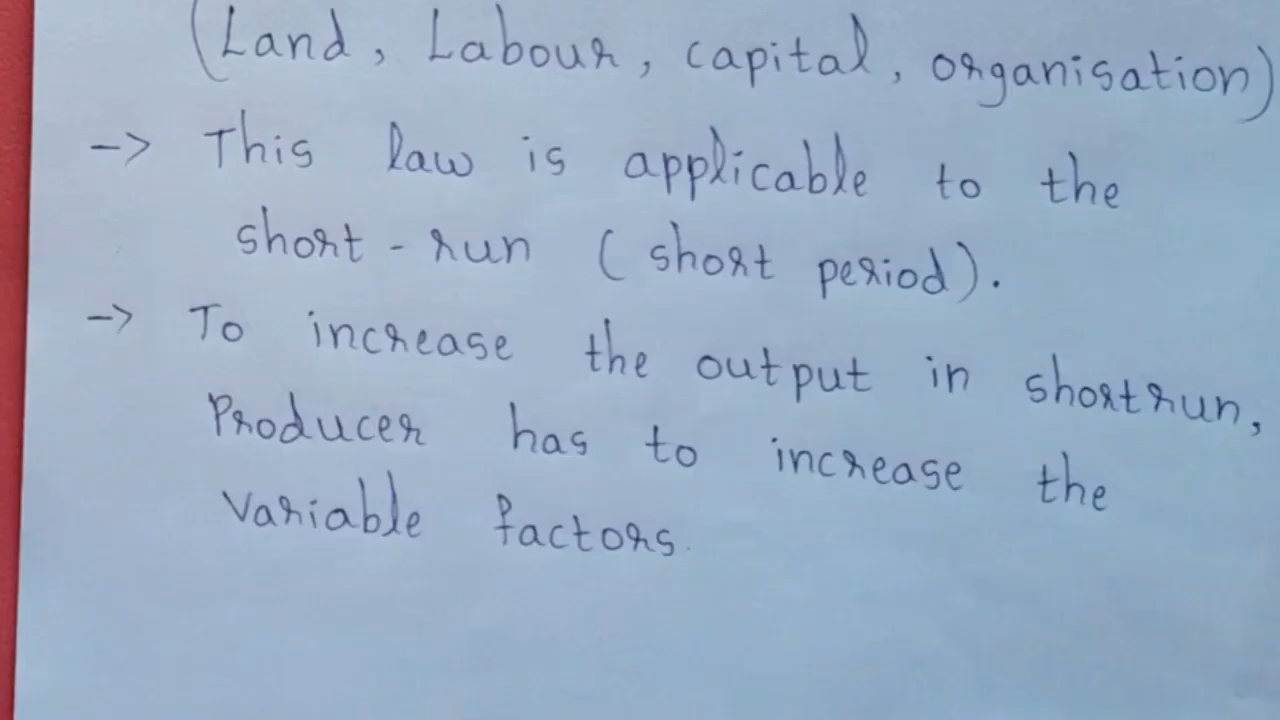 (Land, Labour, capital, organisation)
-> This law is applicable to the
short-run (short period).
-> To increase the output in shortrun,
Producer has to increase the
Variable factors.